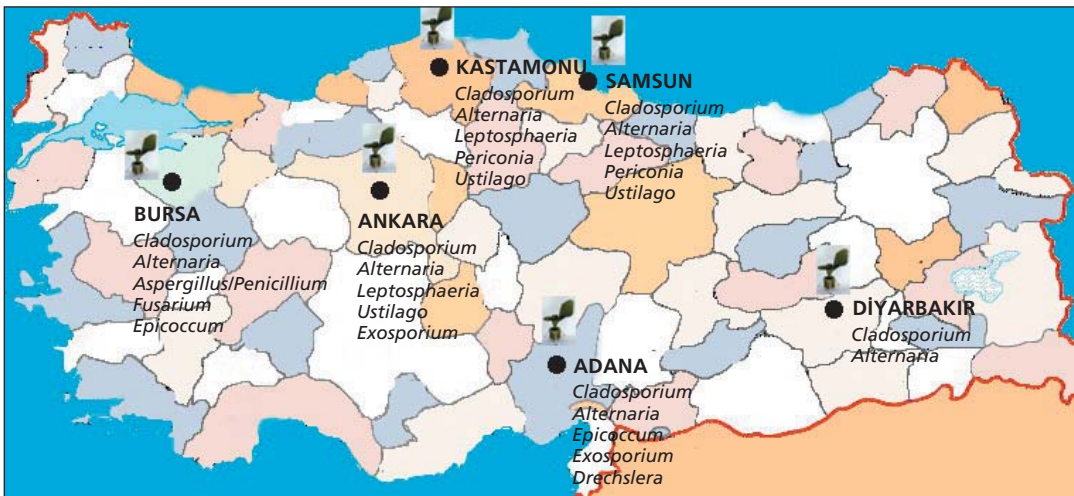 KASTAMONU
Cladosporium
Alternaria
Leptosphaeria
Periconia
Ustilago
SAMSUN
Cladosporium
Alternaria
Leptosphaeria
Periconia
Ustilago
BURSA
Cladosporium
Alternaria
Aspergillus/Penicillium
Fusarium
Epicoccum
ANKARA
Cladosporium
Alternaria
Leptosphaeria
Ustilago
Exosporium
ADANA
Cladosporium
Alternaria
Epicoccum
Exosporium
Drechslera
DİYARBAKIR
Cladosporium
Alternaria